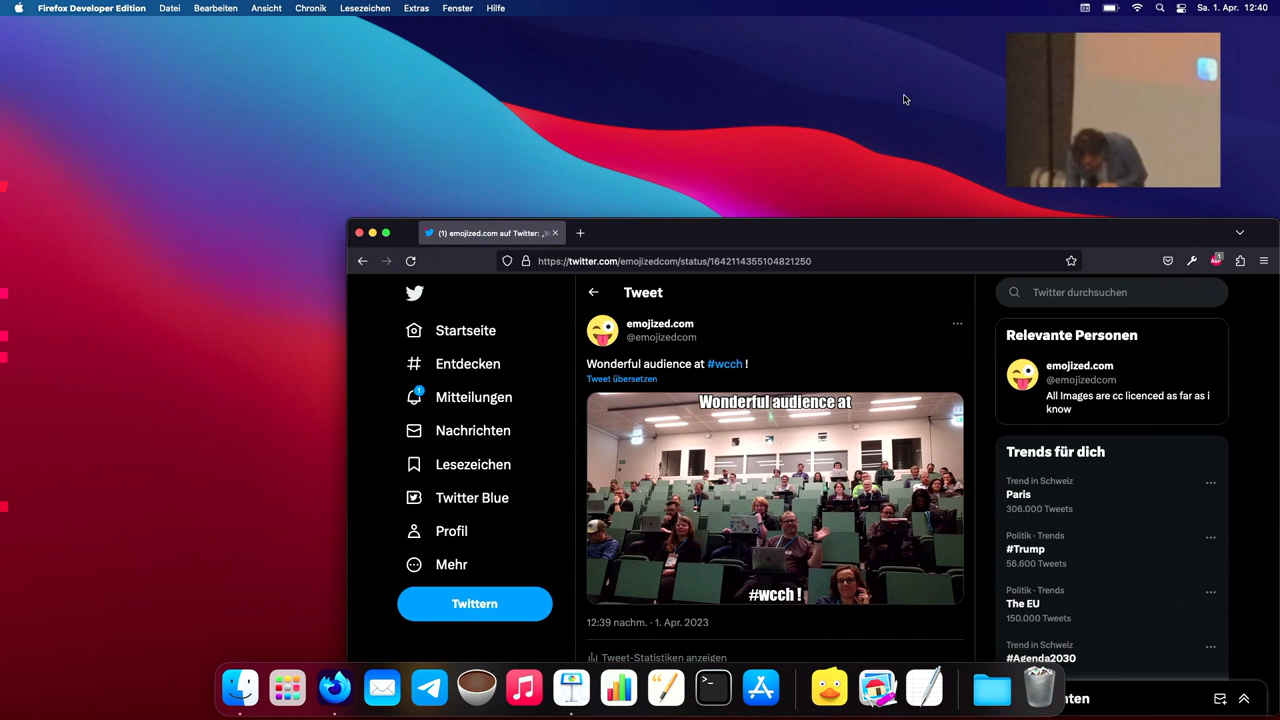 Firefox Developer Edition Datei Bearbeiten Ansicht Chronik Lesezeichen Extras Fenster Hilfe Sa. 1. Apr. 12:40
(1) emojized.com auf Twitter: „W
https://twitter.com/emojizedcom/status/1642114355104821250
Startseite
Entdecken
1
Mitteilungen
Nachrichten
Lesezeichen
Twitter Blue
Profil
Mehr
Twittern
Tweet
emojized.com
@emojizedcom
Wonderful audience at #wcch !
Tweet übersetzen
Wonderful audience at
#wcch !
12:39 nachm. · 1. Apr. 2023
Tweet-Statistiken anzeigen
Twitter durchsuchen
Relevante Personen
emojized.com
@emojizedcom
All Images are cc licenced as far as i
know
Trends für dich
Trend in Schweiz
Paris
306.000 Tweets
Politik · Trends
#Trump
56.600 Tweets
Politik · Trends
The EU
150.000 Tweets
Trend in Schweiz
#Agenda2030
nten